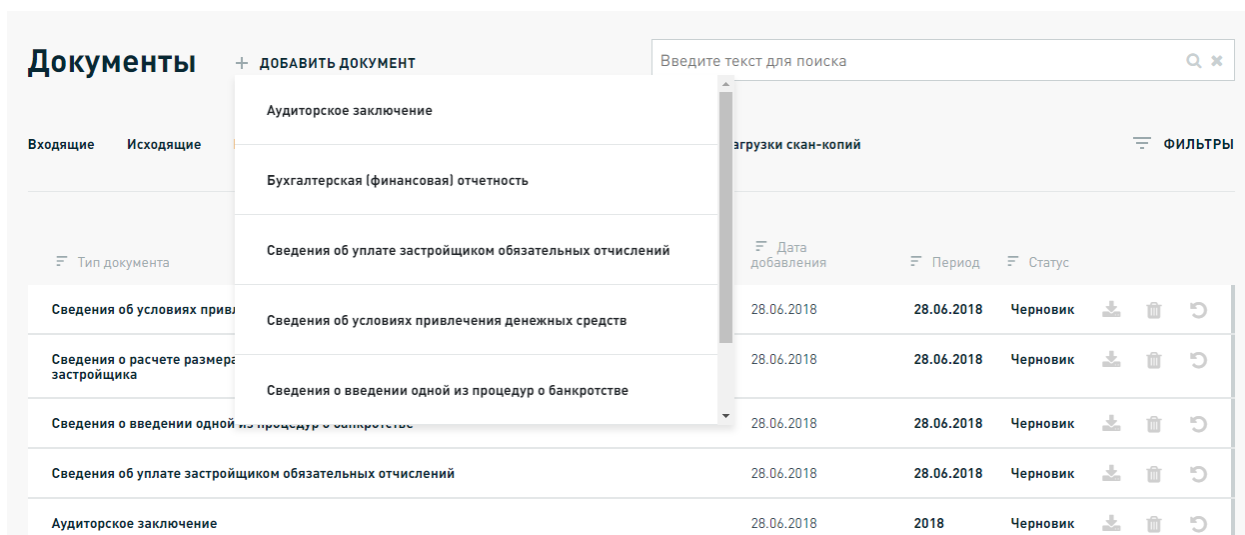 Документы
+ ДОБАВИТЬ ДОКУМЕНТ
Введите текст для поиска
Аудиторское заключение
Входящие
Исходящие
агрузки скан-копий
ФИЛЬТРЫ
Бухгалтерская (финансовая) отчетность
Сведения об уплате застройщиком обязательных отчислений
Сведения об условиях привлечения денежных средств
Сведения о введении одной из процедур о банкротстве
Тип документа
Дата
добавления
Период
Статус
Сведения об условиях
28.06.2018
28.06.2018
Черновик
Сведения о расчете размера
застройщика
28.06.2018
28.06.2018
Черновик
Сведения о введении одной из процедур о банкротстве
28.06.2018
28.06.2018
Черновик
Сведения об уплате застройщиком обязательных отчислений
28.06.2018
28.06.2018
Черновик
Аудиторское заключение
28.06.2018
2018
Черновик